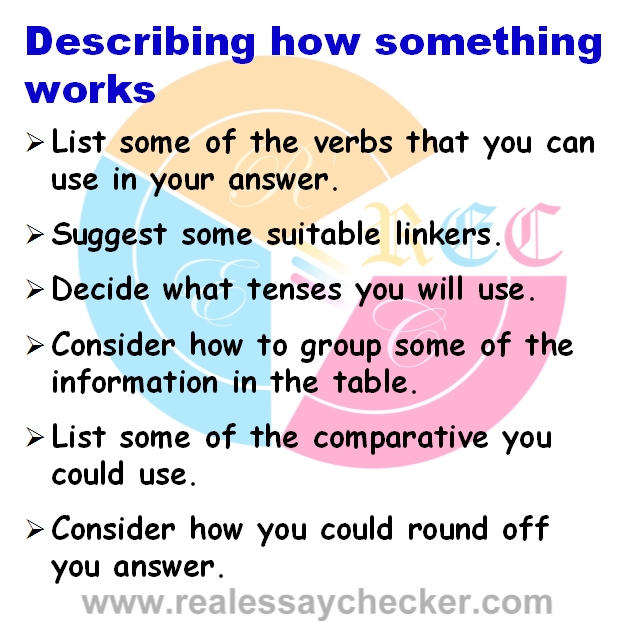 Describing how something
works
➢ List some of the verbs that you can
use in your answer.
➢ Suggest some suitable linkers.
➢ Decide what tenses you will use.
➢ Consider how to group some of the
information in the table.
➢ List some of the comparative you
could use.
➢ Consider how you could round off
you answer.
REC
R
E
C
www.realessaychecker.com